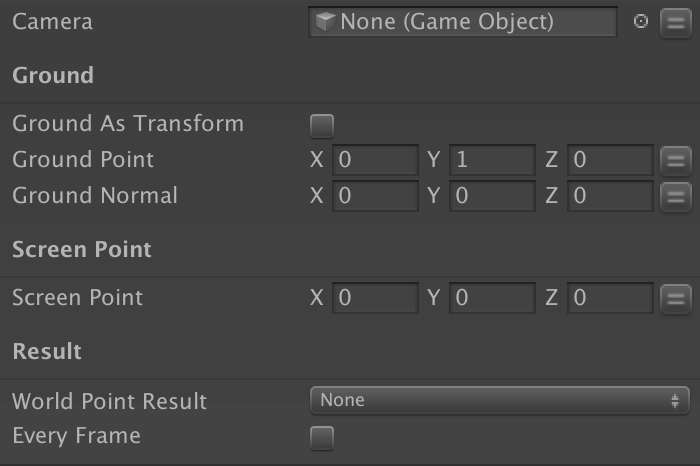 Camera None (Game Object)
Ground
Ground As Transform
Ground Point X 0 Y 1 Z 0
Ground Normal X 0 Y 0 Z 0
Screen Point
Screen Point X 0 Y 0 Z 0
Result
World Point Result None
Every Frame